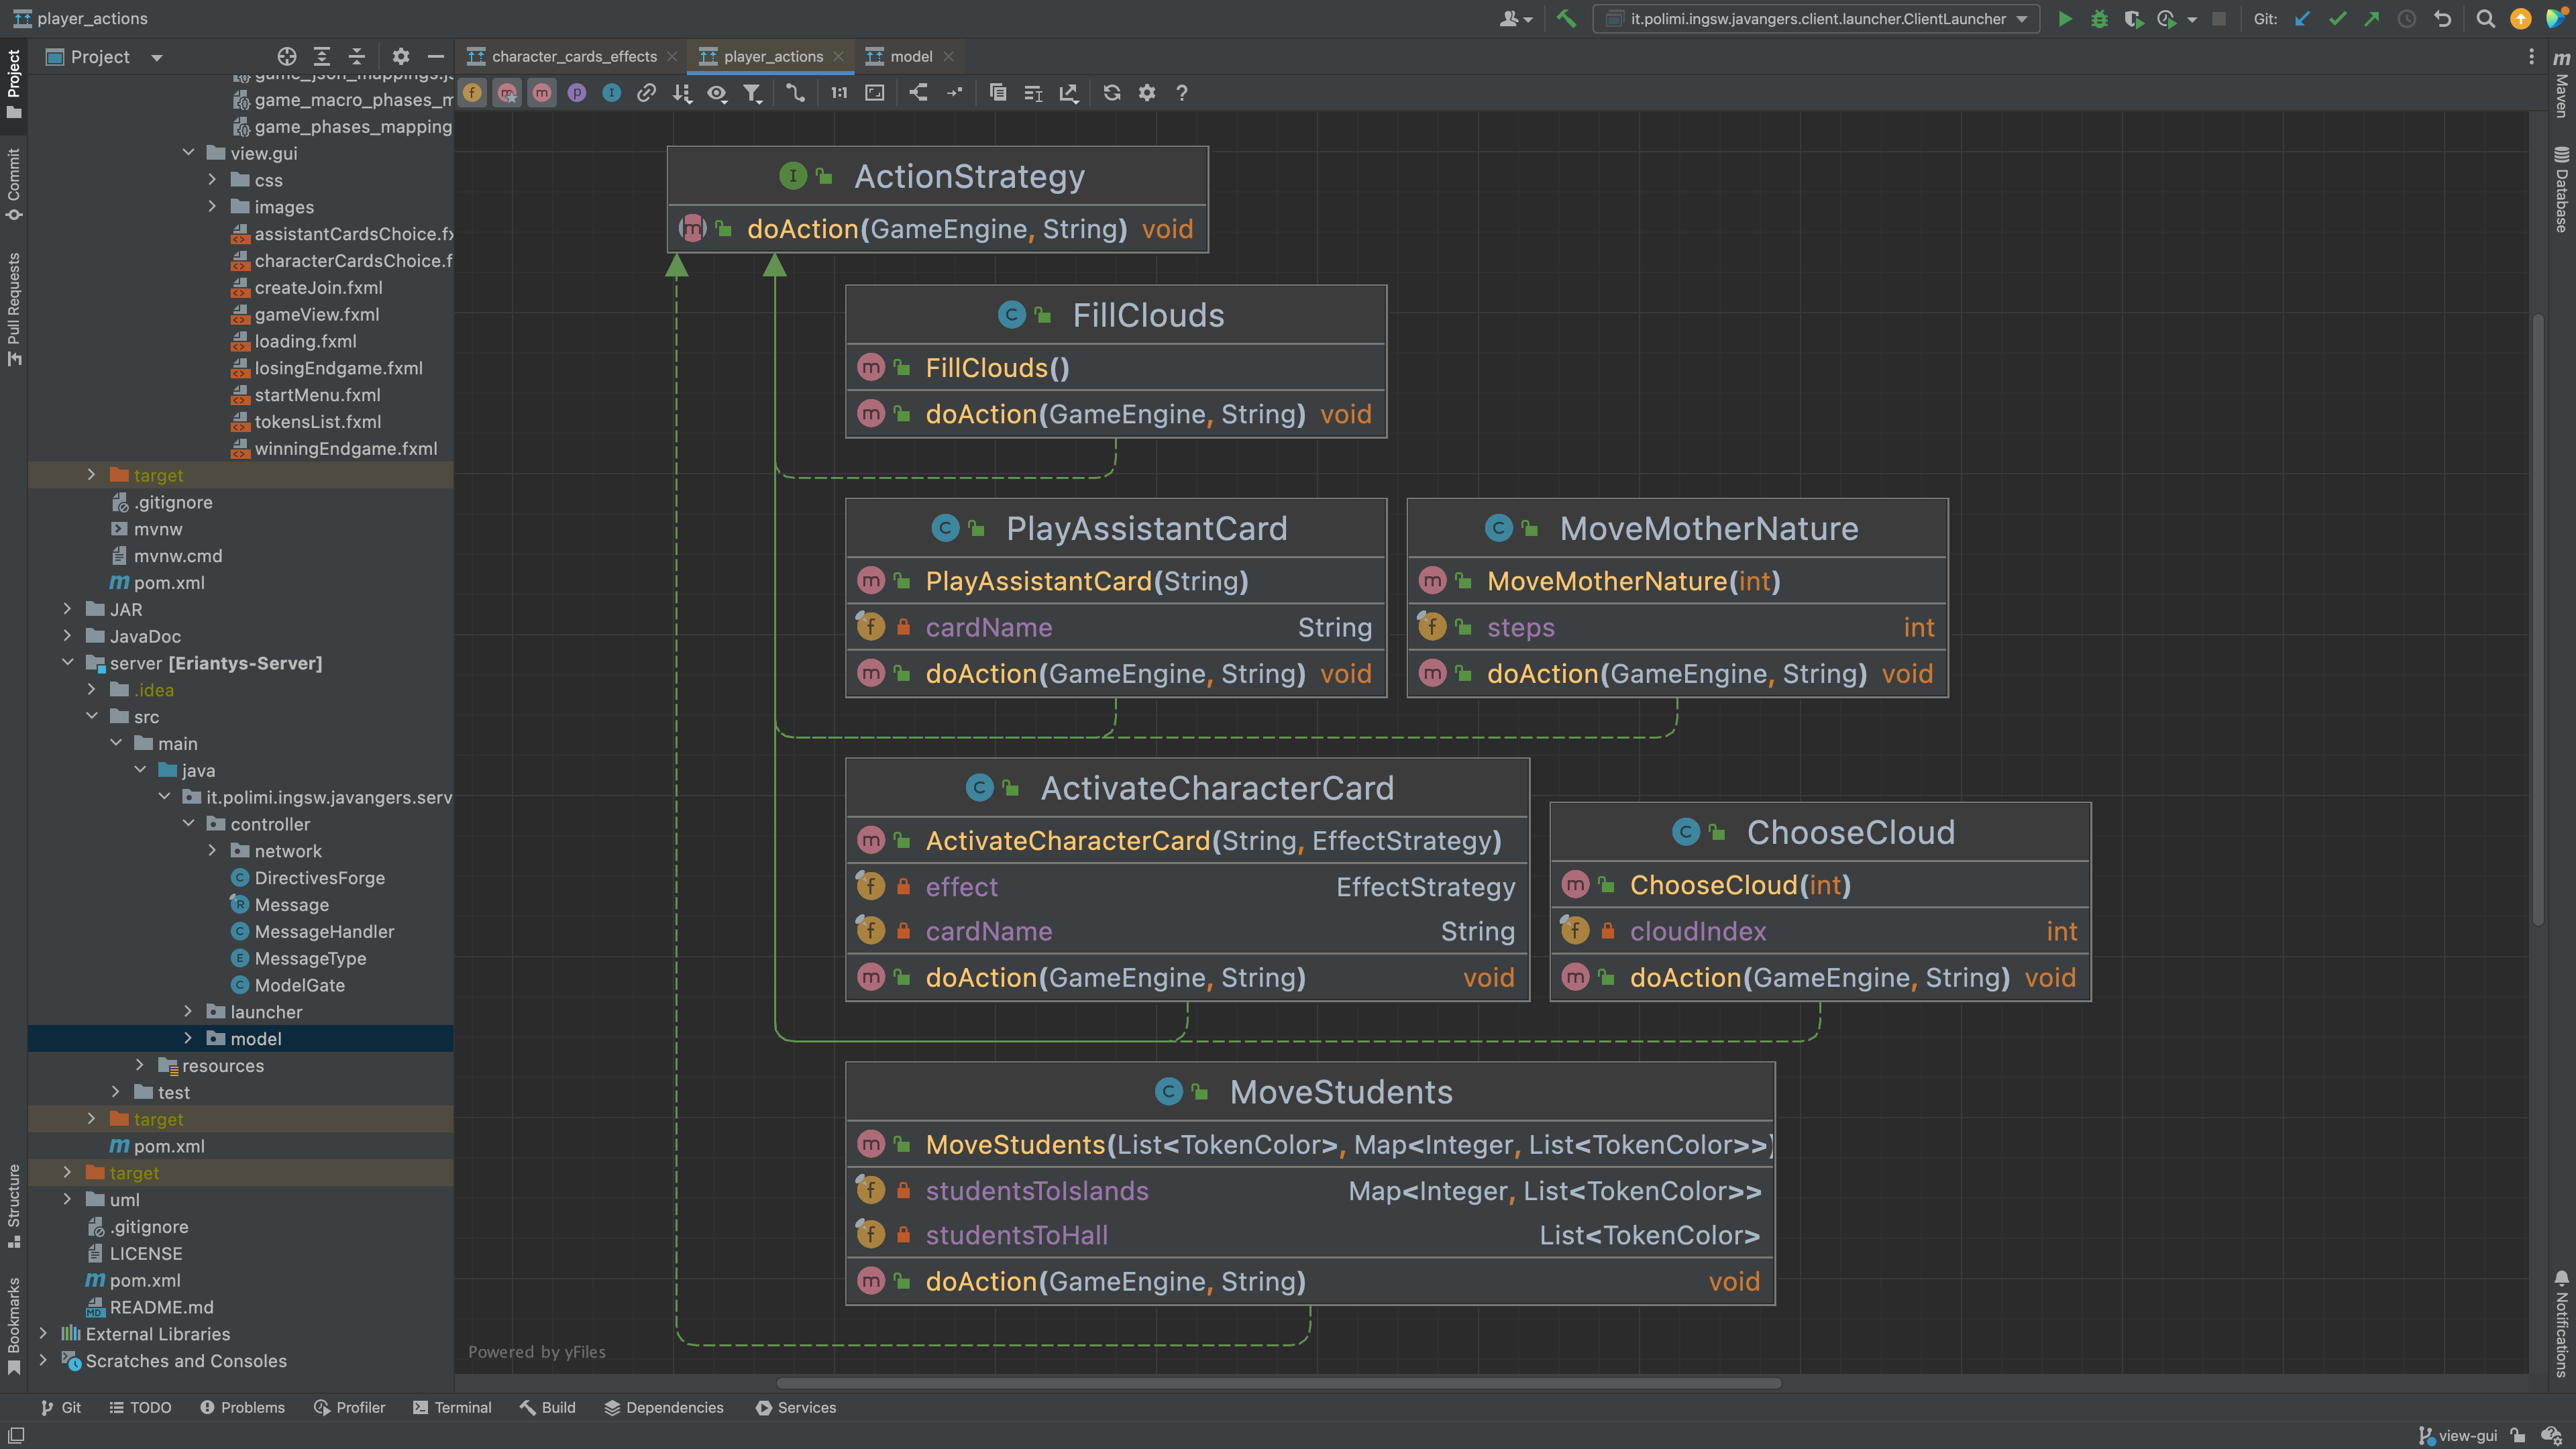 player_actions
it.polimi.ingsw.javangers.client.launcher.ClientLauncher
Git:
Project
character_cards_effects
player_actions
model
1:1
?
Project
Commit
Pull Requests
Structure
Bookmarks
game_json_mappings.j
game_macro_phases_m
game_phases_mapping
view.gui
css
images
assistantCardsChoice.fx
characterCardsChoice.f
createJoin.fxml
gameView.fxml
loading.fxml
losingEndgame.fxml
startMenu.fxml
tokensList.fxml
winningEndgame.fxml
target
.gitignore
mvnw
mvnw.cmd
pom.xml
JAR
JavaDoc
server [Eriantys-Server]
.idea
src
main
java
it.polimi.ingsw.javangers.serv
controller
network
DirectivesForge
Message
MessageHandler
MessageType
ModelGate
launcher
model
resources
test
target
pom.xml
target
uml
.gitignore
LICENSE
pom.xml
README.md
External Libraries
Scratches and Consoles
ActionStrategy
doAction(GameEngine, String) void
FillClouds
FillClouds()
doAction(GameEngine, String) void
PlayAssistantCard
PlayAssistantCard(String)
cardName String
doAction(GameEngine, String) void
MoveMotherNature
MoveMotherNature(int)
steps int
doAction(GameEngine, String) void
ActivateCharacterCard
ActivateCharacterCard(String, EffectStrategy)
effect EffectStrategy
cardName String
doAction(GameEngine, String) void
ChooseCloud
ChooseCloud(int)
cloudIndex int
doAction(GameEngine, String) void
MoveStudents
MoveStudents(List<TokenColor>, Map<Integer, List<TokenColor>>)
studentsToIslands Map<Integer, List<TokenColor>>
studentsToHall List<TokenColor>
doAction(GameEngine, String) void
Powered by yFiles
Maven
Database
Notifications
Git
TODO
Problems
Profiler
Terminal
Build
Dependencies
Services
view-gui